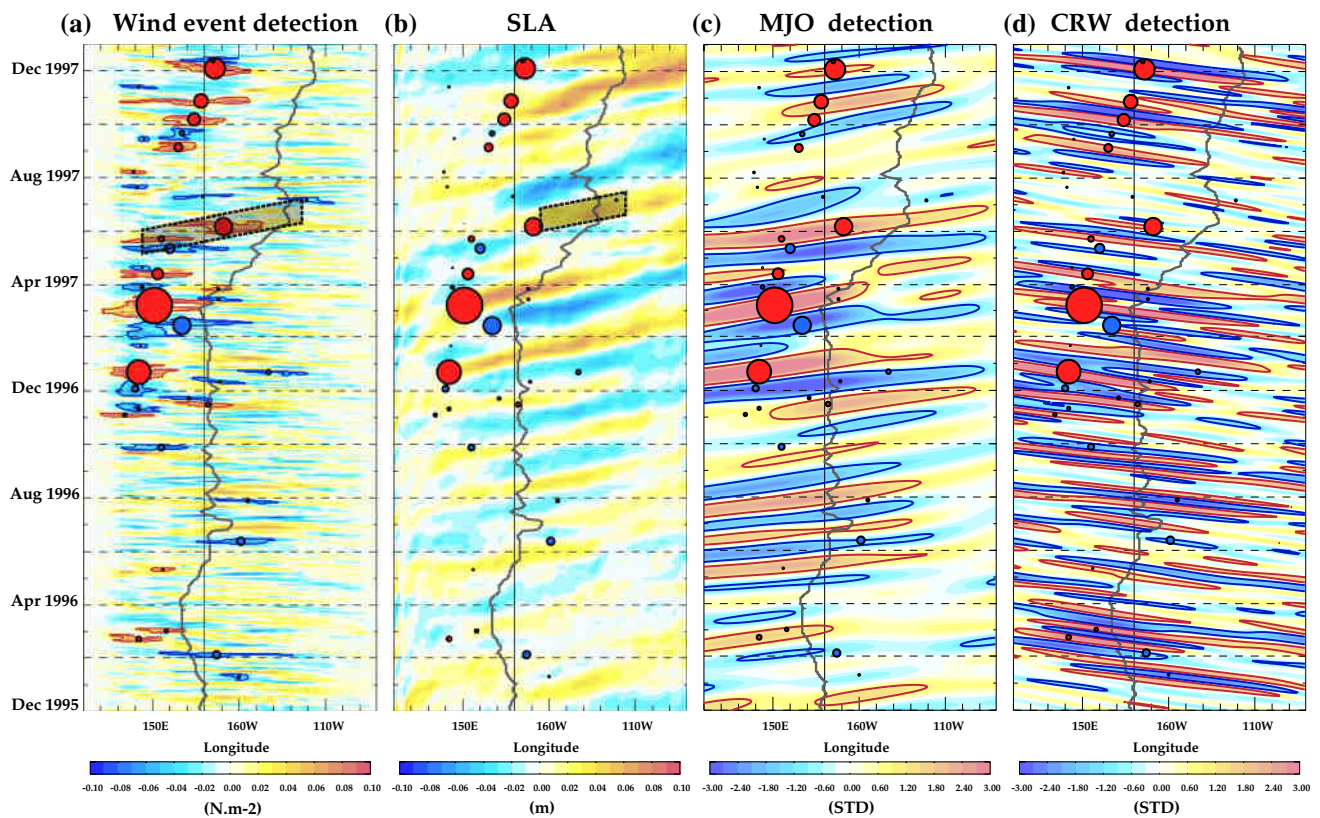 (a) Wind event detection (b) SLA (c) MJO detection (d) CRW detection
Dec 1997
Aug 1997
Apr 1997
Dec 1996
Aug 1996
Apr 1996
Dec 1995
150E 160W 110W 150E 160W 110W 150E 160W 110W 150E 160W 110W
Longitude Longitude Longitude Longitude
-0.10 -0.08 -0.06 -0.04 -0.02 0.00 0.02 0.04 0.06 0.08 0.10 -0.10 -0.08 -0.06 -0.04 -0.02 0.00 0.02 0.04 0.06 0.08 0.10 -3.00 -2.40 -1.80 -1.20 -0.60 0.00 0.60 1.20 1.80 2.40 3.00 -3.00 -2.40 -1.80 -1.20 -0.60 0.00 0.60 1.20 1.80 2.40 3.00
(N.m-2) (m) (STD) (STD)